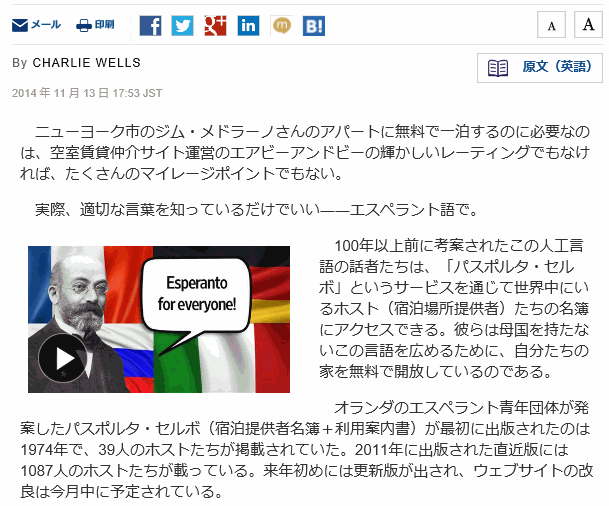 メール 印刷 f g+ in m B! A A
By CHARLIE WELLS 原文（英語）
2014 年 11 月 13 日 17:53 JST
ニューヨーク市のジム・メドラーノさんのアパートに無料で一泊するのに必要なの
は、空室賃貸仲介サイト運営のエアビーアンドビーの輝かしいレーティングでもなけ
れば、たくさんのマイレージポイントでもない。
実際、適切な言葉を知っているだけでいい――エスペラント語で。
Esperanto
for everyone!
100年以上前に考案されたこの人工言
語の話者たちは、「パスポルタ・セル
ボ」というサービスを通じて世界中にい
るホスト（宿泊場所提供者）たちの名簿
にアクセスできる。彼らは母国を持たな
いこの言語を広めるために、自分たちの
家を無料で開放しているのである。
オランダのエスペラント青年団体が発
案したパスポルタ・セルボ（宿泊提供者名簿＋利用案内書）が最初に出版されたのは
1974年で、39人のホストたちが掲載されていた。2011年に出版された直近版には
1087人のホストたちが載っている。来年初めには更新版が出され、ウェブサイトの改
良は今月中に予定されている。